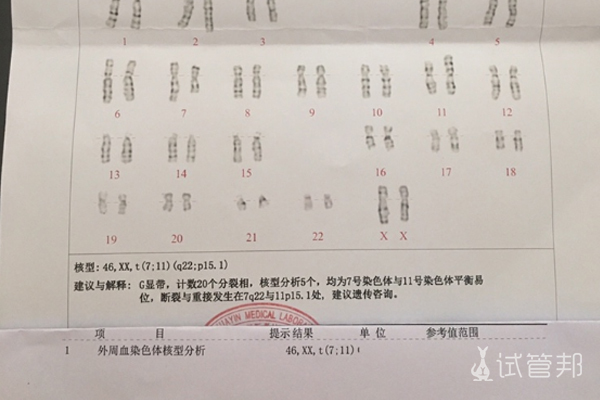 1 2 3 4 5
6 7 8 9 10 11 12
13 14 15 16 17 18
19 20 21 22 X X
核型: 46,XX,t(7;11)(q22;p15.1)
建议与解释: G显带, 计数20个分裂相, 核型分析5个, 均为7号染色体与11号染色体平衡易
位, 断裂与重接发生在7q22与11p15.1处, 建议遗传咨询。
MEDICAL LABOR
项 目 提示 结果 单 位 参考值范围
1 外周血染色体核型分析 46,XX,t(7;11)(
试管邦